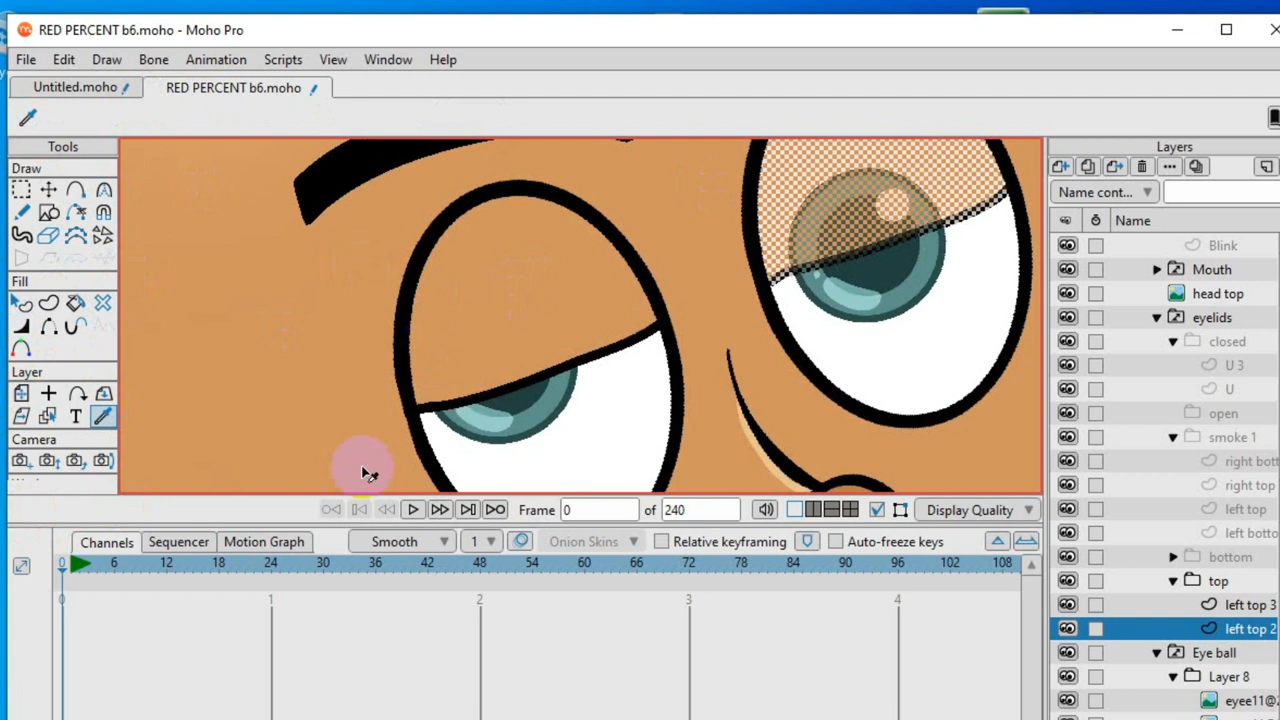 RED PERCENT b6.moho - Moho Pro
File Edit Draw Bone Animation Scripts View Window Help
Untitled.moho RED PERCENT b6.moho
Tools
Draw
Fill
Layer
T
Camera
Layers
Name cont...
Name
Blink
Mouth
head top
eyelids
closed
U 3
U
open
smoke 1
right bott
right top
left top
left botto
bottom
top
left top 3
left top 2
Eye ball
Layer 8
eyee11@2
Frame 0 of 240 Display Quality
Channels Sequencer Motion Graph Smooth 1 Onion Skins Relative keyframing Auto-freeze keys
0 6 12 18 24 30 36 42 48 54 60 66 72 78 84 90 96 102 108
0 1 2 3 4